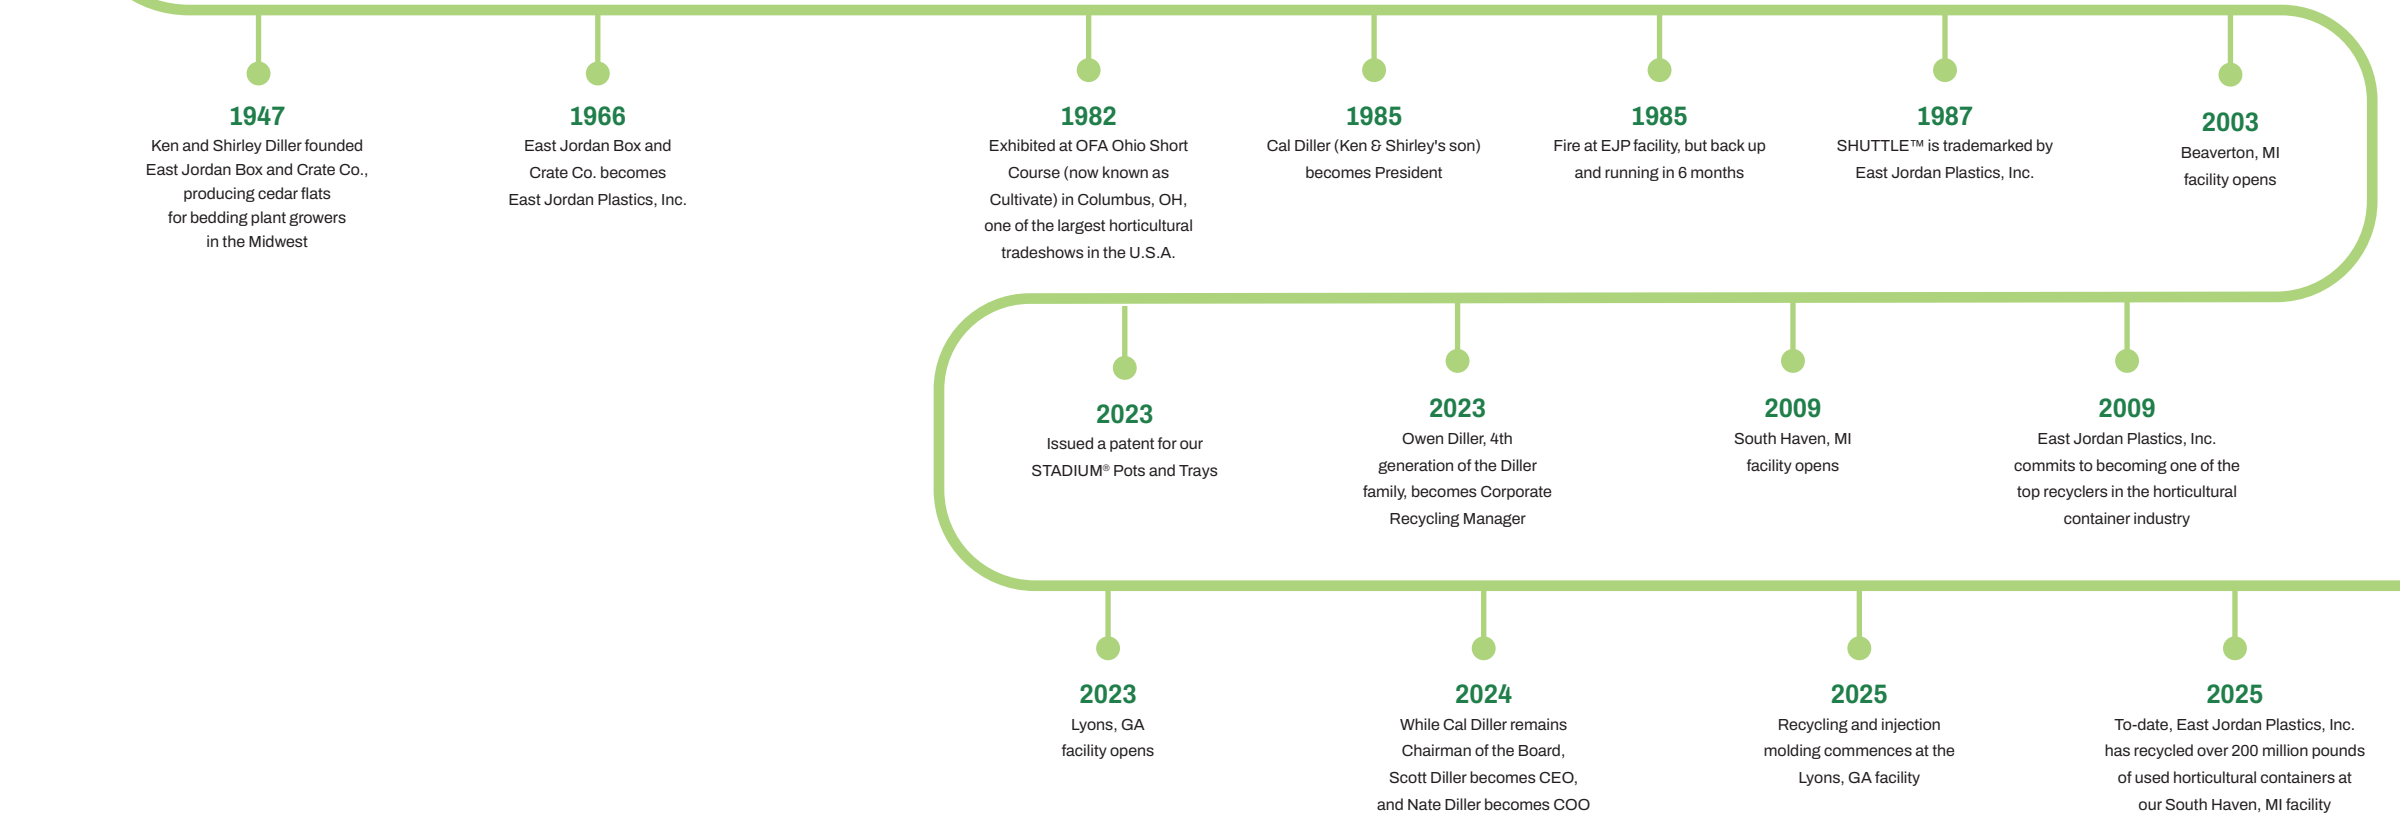 1947
Ken and Shirley Diller founded
East Jordan Box and Crate Co.,
producing cedar flats
for bedding plant growers
in the Midwest
1966
East Jordan Box and
Crate Co. becomes
East Jordan Plastics, Inc.
1982
Exhibited at OFA Ohio Short
Course (now known as
Cultivate) in Columbus, OH,
one of the largest horticultural
tradeshows in the U.S.A.
1985
Cal Diller (Ken & Shirley's son)
becomes President
1985
Fire at EJP facility, but back up
and running in 6 months
1987
SHUTTLE™ is trademarked by
East Jordan Plastics, Inc.
2003
Beaverton, MI
facility opens
2023
Issued a patent for our
STADIUM® Pots and Trays
2023
Owen Diller, 4th
generation of the Diller
family, becomes Corporate
Recycling Manager
2009
South Haven, MI
facility opens
2009
East Jordan Plastics, Inc.
commits to becoming one of the
top recyclers in the horticultural
container industry
2023
Lyons, GA
facility opens
2024
While Cal Diller remains
Chairman of the Board,
Scott Diller becomes CEO,
and Nate Diller becomes COO
2025
Recycling and injection
molding commences at the
Lyons, GA facility
2025
To-date, East Jordan Plastics, Inc.
has recycled over 200 million pounds
of used horticultural containers at
our South Haven, MI facility